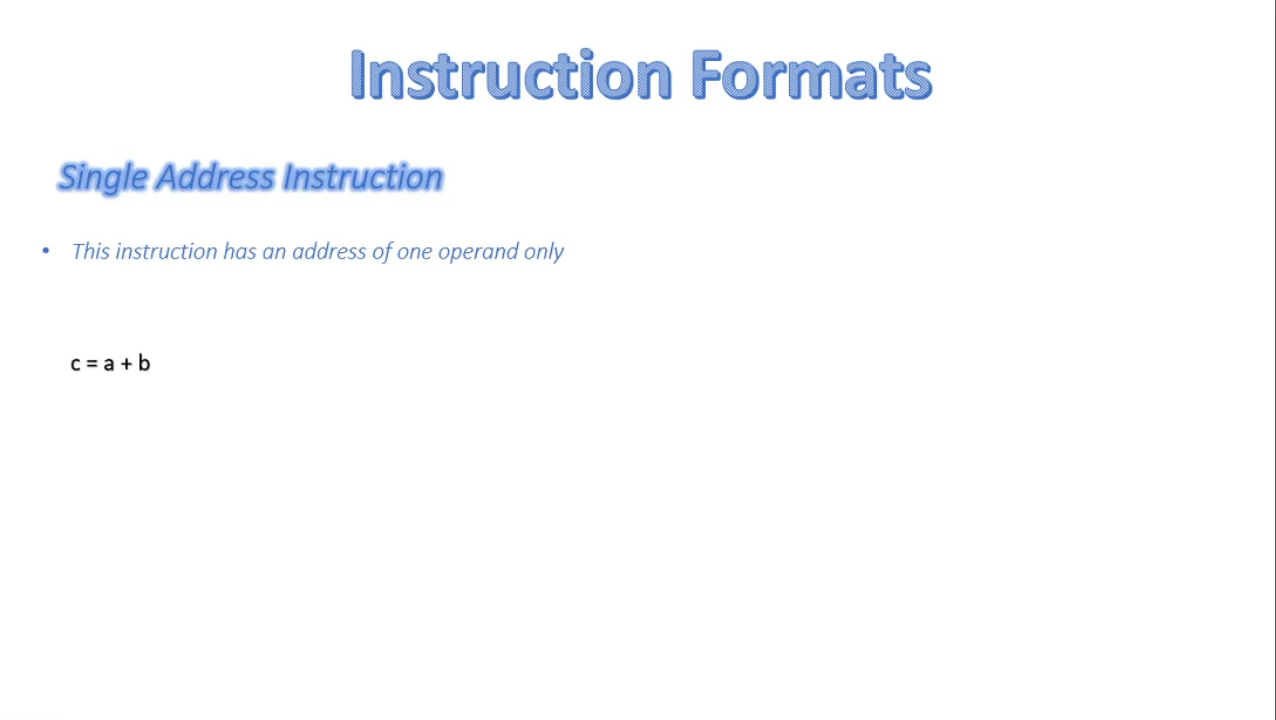 Instruction Formats
Single Address Instruction
• This instruction has an address of one operand only
c = a + b